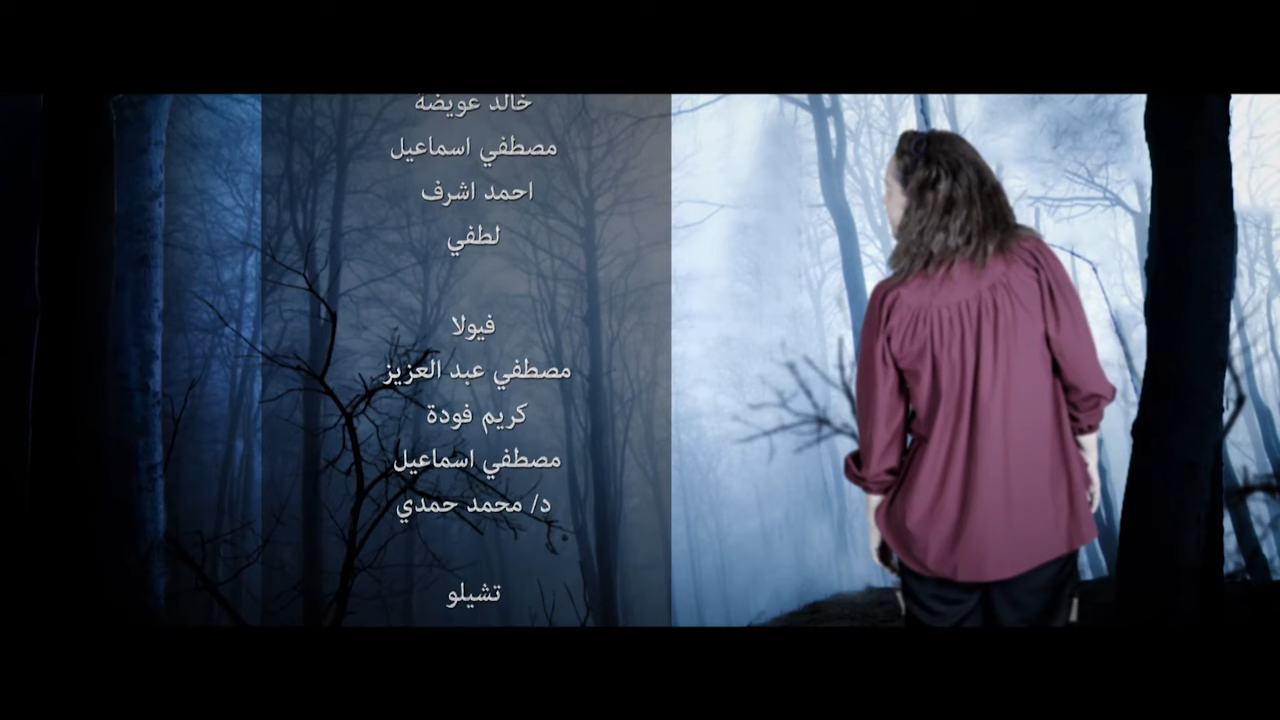 خالد عويضة
مصطفي اسماعيل
احمد اشرف
لطفي
فيولا
مصطفي عبد العزيز
كريم فودة
مصطفي اسماعيل
د/ محمد حمدي
تشيلو